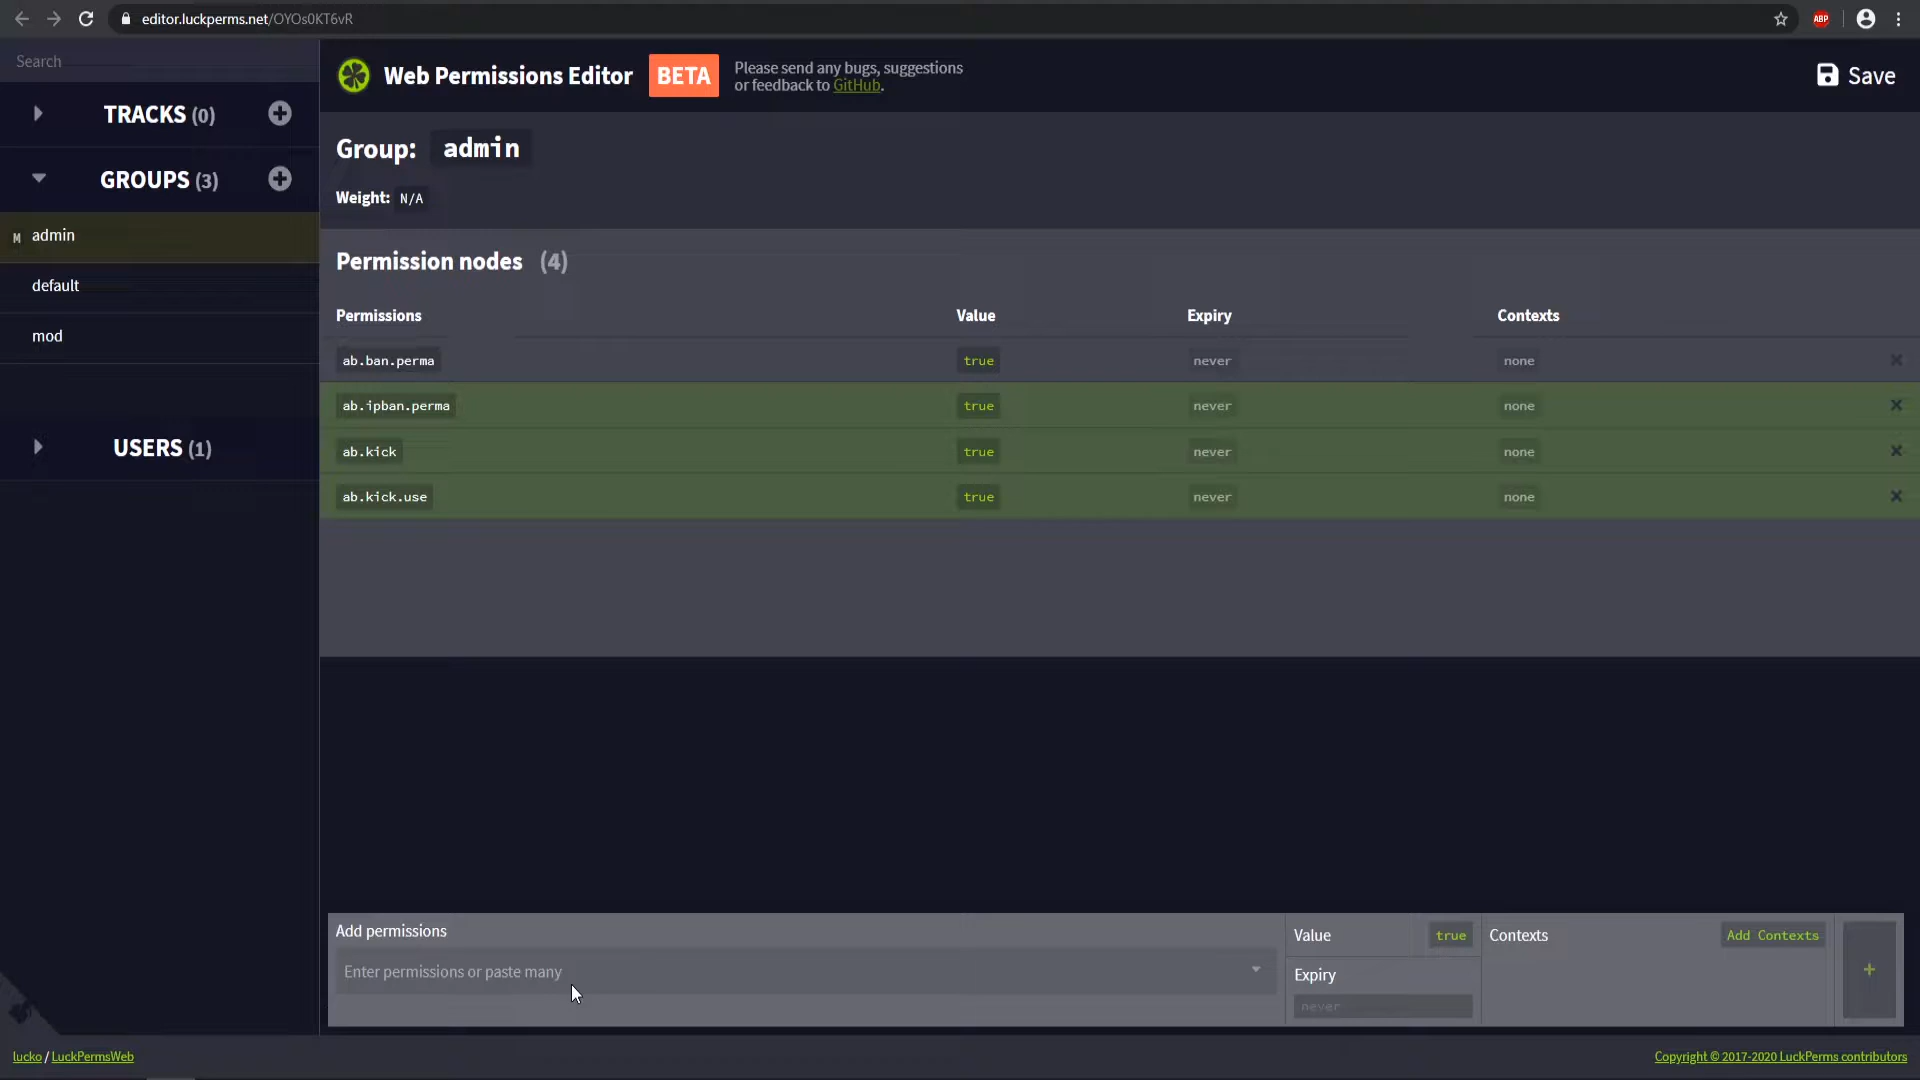 editor.luckperms.net/OYOs0KT6vR
ABP
Search
TRACKS (0)
GROUPS (3)
M admin
default
mod
USERS (1)
Web Permissions Editor
BETA
Please send any bugs, suggestions
or feedback to GitHub.
Save
Group: admin
Weight: N/A
Permission nodes (4)
Permissions Value Expiry Contexts
ab.ban.perma true never none
ab.ipban.perma true never none
ab.kick true never none
ab.kick.use true never none
Add permissions
Enter permissions or paste many
Value true
Expiry
never
Contexts Add Contexts
+
lucko / LuckPermsWeb
Copyright © 2017-2020 LuckPerms contributors